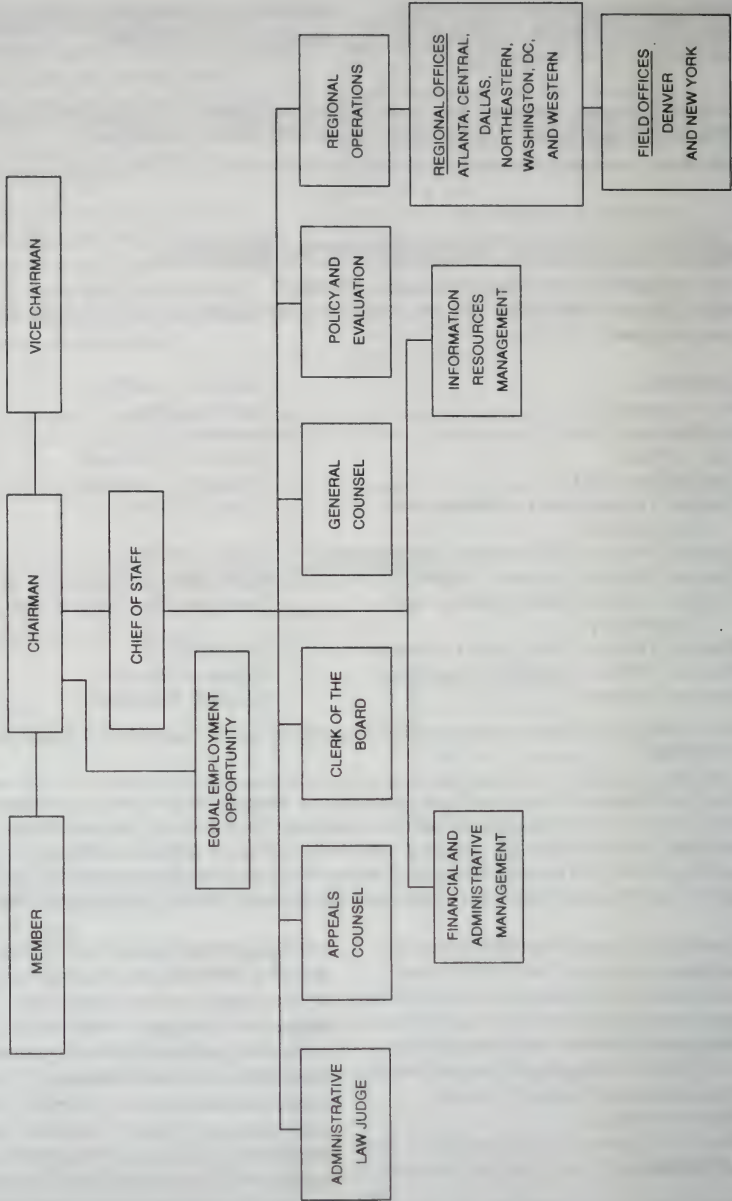 MEMBER
CHAIRMAN
VICE CHAIRMAN
CHIEF OF STAFF
EQUAL EMPLOYMENT
OPPORTUNITY
ADMINISTRATIVE
LAW JUDGE
APPEALS
COUNSEL
CLERK OF THE
BOARD
GENERAL
COUNSEL
POLICY AND
EVALUATION
REGIONAL
OPERATIONS
FINANCIAL AND
ADMINISTRATIVE
MANAGEMENT
INFORMATION
RESOURCES
MANAGEMENT
REGIONAL OFFICES
ATLANTA, CENTRAL,
DALLAS,
NORTHEASTERN,
WASHINGTON, DC,
AND WESTERN
FIELD OFFICES
DENVER
AND NEW YORK